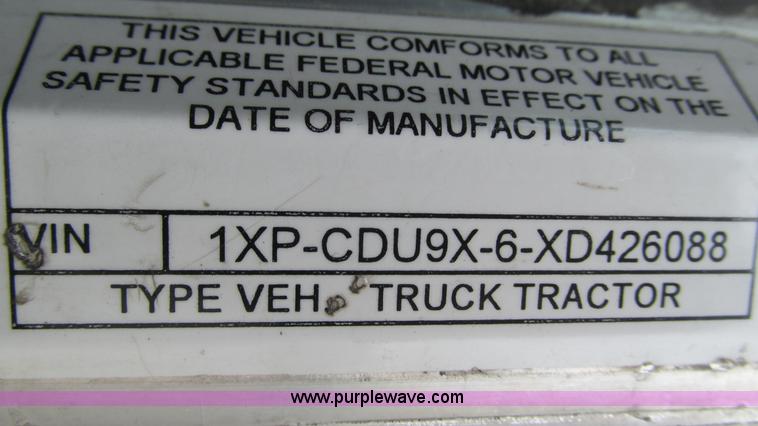 THIS VEHICLE COMFORMS TO ALL
APPLICABLE FEDERAL MOTOR VEHICLE
SAFETY STANDARDS IN EFFECT ON THE
DATE OF MANUFACTURE
VIN 1XP-CDU9X-6-XD426088
TYPE VEH. TRUCK TRACTOR
www.purplewave.com